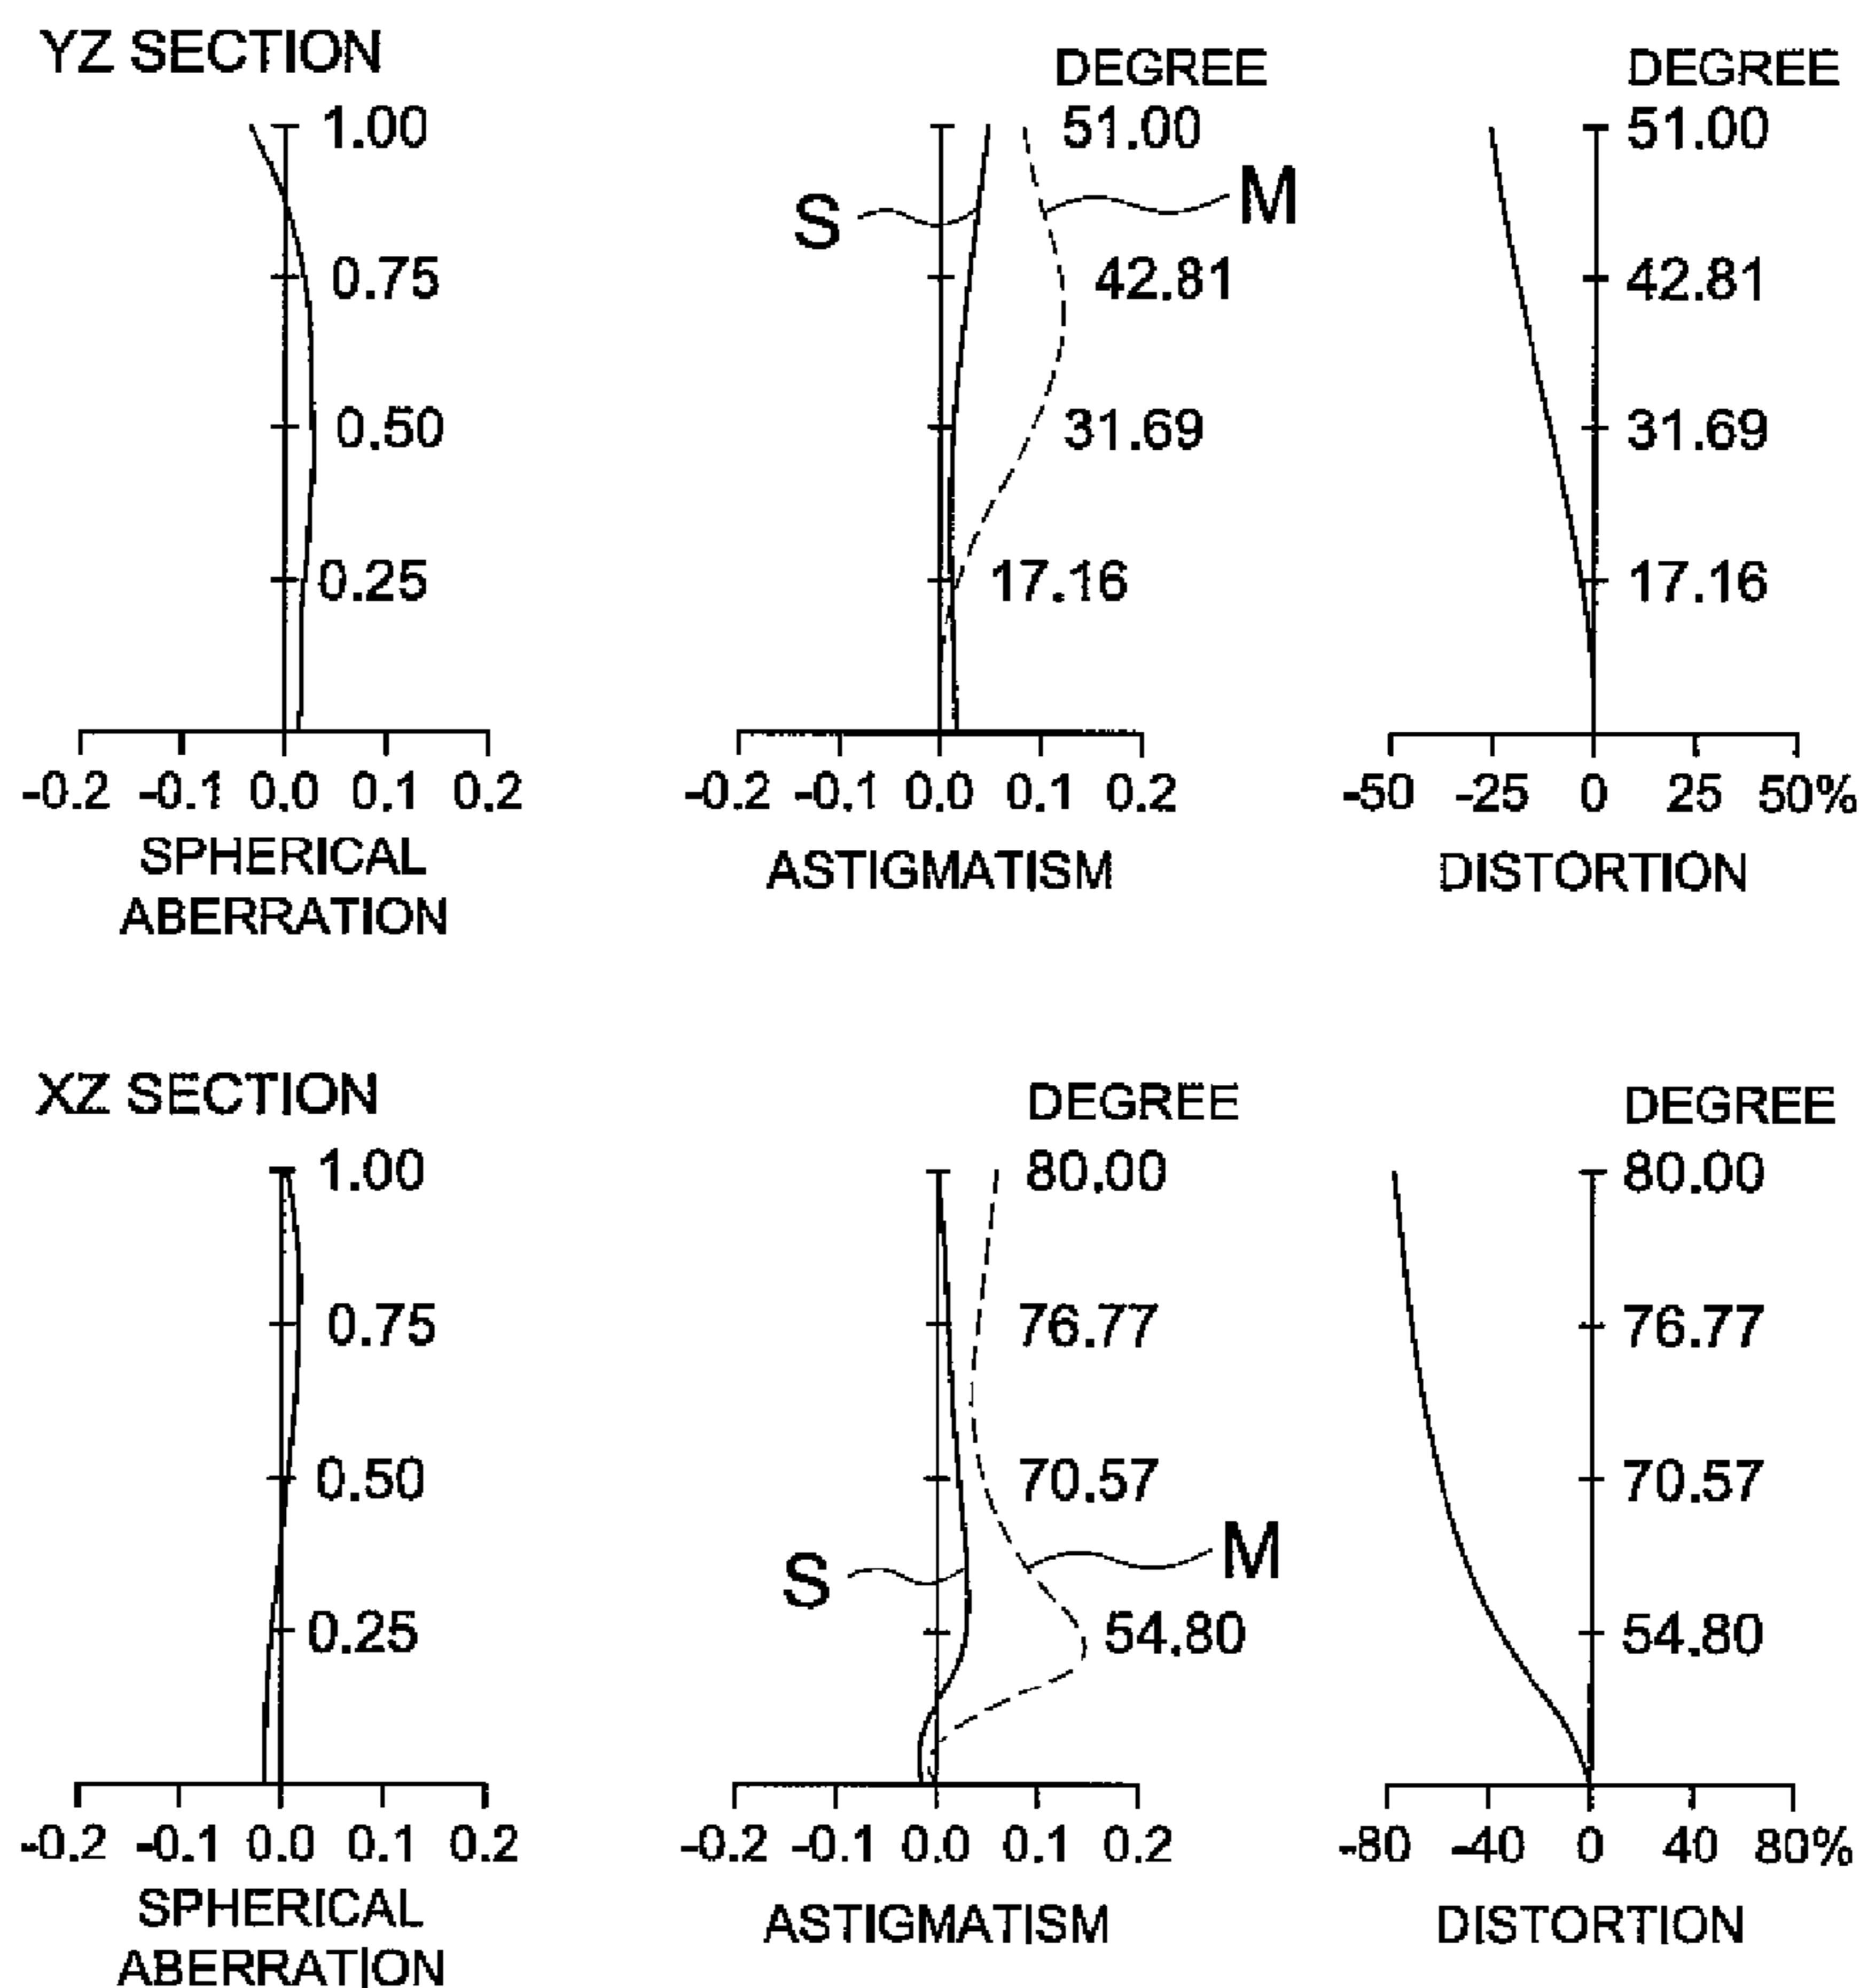 YZ SECTION
1.00
0.75
0.50
0.25
-0.2 -0.1 0.0 0.1 0.2
SPHERICAL
ABERRATION
DEGREE
51.00
S
M
42.81
31.69
17.16
-0.2 -0.1 0.0 0.1 0.2
ASTIGMATISM
DEGREE
51.00
42.81
31.69
17.16
-50 -25 0 25 50%
DISTORTION
XZ SECTION
1.00
0.75
0.50
0.25
-0.2 -0.1 0.0 0.1 0.2
SPHERICAL
ABERRATION
DEGREE
80.00
76.77
70.57
S
M
54.80
-0.2 -0.1 0.0 0.1 0.2
ASTIGMATISM
DEGREE
80.00
76.77
70.57
54.80
-80 -40 0 40 80%
DISTORTION